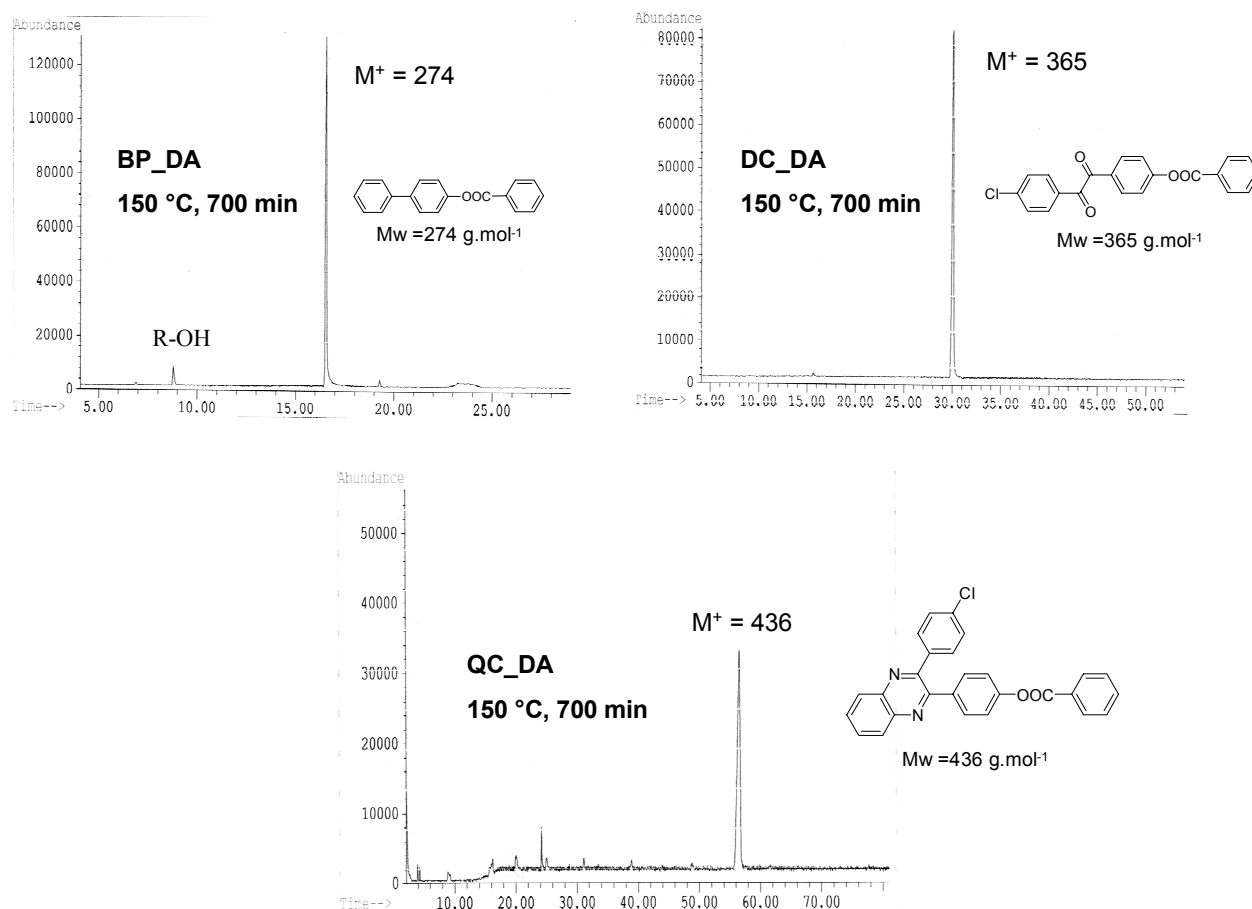 Abundance
120000
100000
80000
60000
40000
20000
0
Time-->
5.00 10.00 15.00 20.00 25.00
M⁺ = 274
BP_DA
150 °C, 700 min
R-OH
OOC
Mw =274 g.mol⁻¹
Abundance
80000
70000
60000
50000
40000
30000
20000
10000
0
Time-->
5.00 10.00 15.00 20.00 25.00 30.00 35.00 40.00 45.00 50.00
M⁺ = 365
DC_DA
150 °C, 700 min
O
OOC
Cl
O
Mw =365 g.mol⁻¹
Abundance
50000
40000
30000
20000
10000
0
Time-->
10.00 20.00 30.00 40.00 50.00 60.00 70.00
M⁺ = 436
QC_DA
150 °C, 700 min
Cl
N
OOC
N
Mw =436 g.mol⁻¹